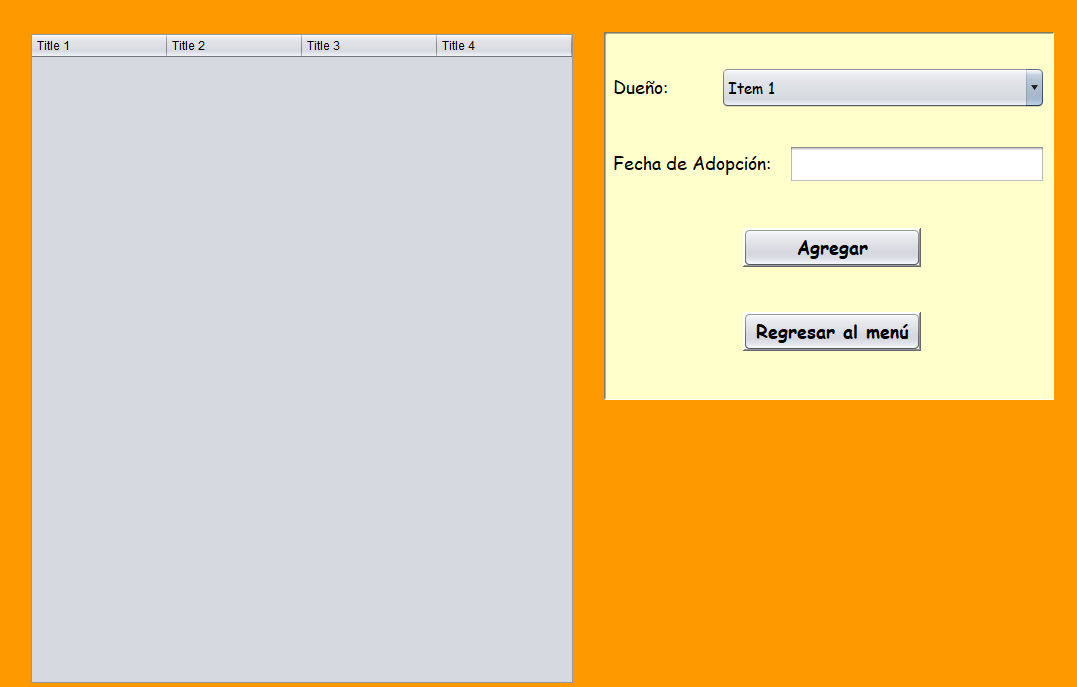 Title 1 Title 2 Title 3 Title 4
Dueño: Item 1
Fecha de Adopción:
Agregar
Regresar al menú